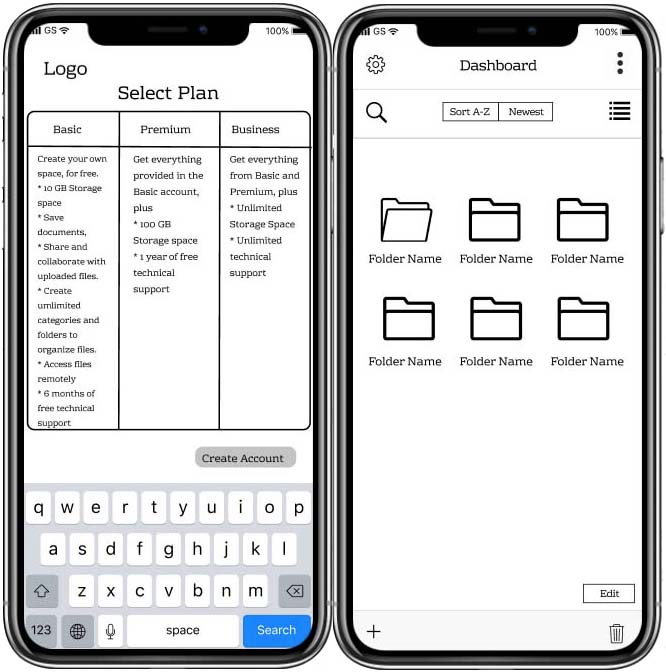 GS
100%
Logo
Select Plan
Basic
Premium
Business
Create your own
space, for free.
* 10 GB Storage
space
* Save
documents,
* Share and
collaborate with
uploaded files.
* Create
umlimited
categories and
folders to
organize files.
* Access files
remotely
* 6 months of
free technical
support
Get everything
provided in the
Basic account,
plus
* 100 GB
Storage space
* 1 year of free
technical
support
Get everything
from Basic and
Premium, plus
* Unlimited
Storage Space
* Unlimited
technical
support
Create Account
q w e r t y u i o p
a s d f g h j k l
z x c v b n m
123 space Search
GS
100%
Dashboard
Sort A-Z Newest
Folder Name Folder Name Folder Name
Folder Name Folder Name Folder Name
Edit
+